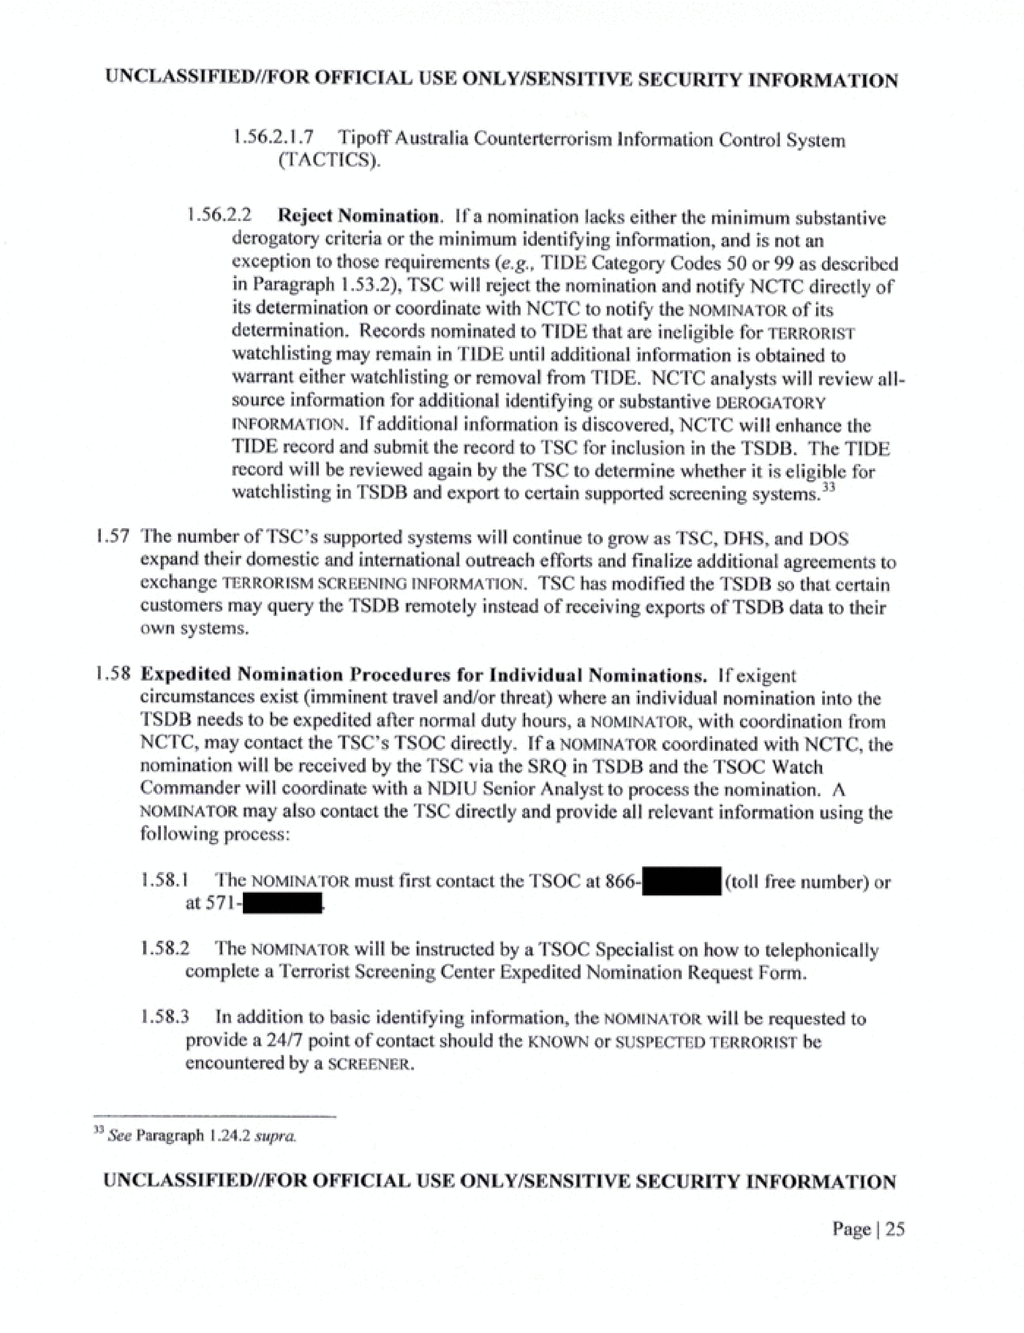 UNCLASSIFIED//FOR OFFICIAL USE ONLY/SENSITIVE SECURITY INFORMATION
1.56.2.1.7 Tipoff Australia Counterterrorism Information Control System
(TACTICS).
1.56.2.2 Reject Nomination. If a nomination lacks either the minimum substantive
derogatory criteria or the minimum identifying information, and is not an
exception to those requirements (e.g., TIDE Category Codes 50 or 99 as described
in Paragraph 1.53.2), TSC will reject the nomination and notify NCTC directly of
its determination or coordinate with NCTC to notify the NOMINATOR of its
determination. Records nominated to TIDE that are ineligible for TERRORIST
watchlisting may remain in TIDE until additional information is obtained to
warrant either watchlisting or removal from TIDE. NCTC analysts will review all-
source information for additional identifying or substantive DEROGATORY
INFORMATION. If additional information is discovered, NCTC will enhance the
TIDE record and submit the record to TSC for inclusion in the TSDB. The TIDE
record will be reviewed again by the TSC to determine whether it is eligible for
watchlisting in TSDB and export to certain supported screening systems.33
1.57 The number of TSC's supported systems will continue to grow as TSC, DHS, and DOS
expand their domestic and international outreach efforts and finalize additional agreements to
exchange TERRORISM SCREENING INFORMATION. TSC has modified the TSDB so that certain
customers may query the TSDB remotely instead of receiving exports of TSDB data to their
own systems.
1.58 Expedited Nomination Procedures for Individual Nominations. If exigent
circumstances exist (imminent travel and/or threat) where an individual nomination into the
TSDB needs to be expedited after normal duty hours, a NOMINATOR, with coordination from
NCTC, may contact the TSC's TSOC directly. If a NOMINATOR coordinated with NCTC, the
nomination will be received by the TSC via the SRQ in TSDB and the TSOC Watch
Commander will coordinate with a NDIU Senior Analyst to process the nomination. A
NOMINATOR may also contact the TSC directly and provide all relevant information using the
following process:
1.58.1 The NOMINATOR must first contact the TSOC at 866- (toll free number) or
at 571- .
1.58.2 The NOMINATOR will be instructed by a TSOC Specialist on how to telephonically
complete a Terrorist Screening Center Expedited Nomination Request Form.
1.58.3 In addition to basic identifying information, the NOMINATOR will be requested to
provide a 24/7 point of contact should the KNOWN or SUSPECTED TERRORIST be
encountered by a SCREENER.
33 See Paragraph 1.24.2 supra.
UNCLASSIFIED//FOR OFFICIAL USE ONLY/SENSITIVE SECURITY INFORMATION
Page | 25